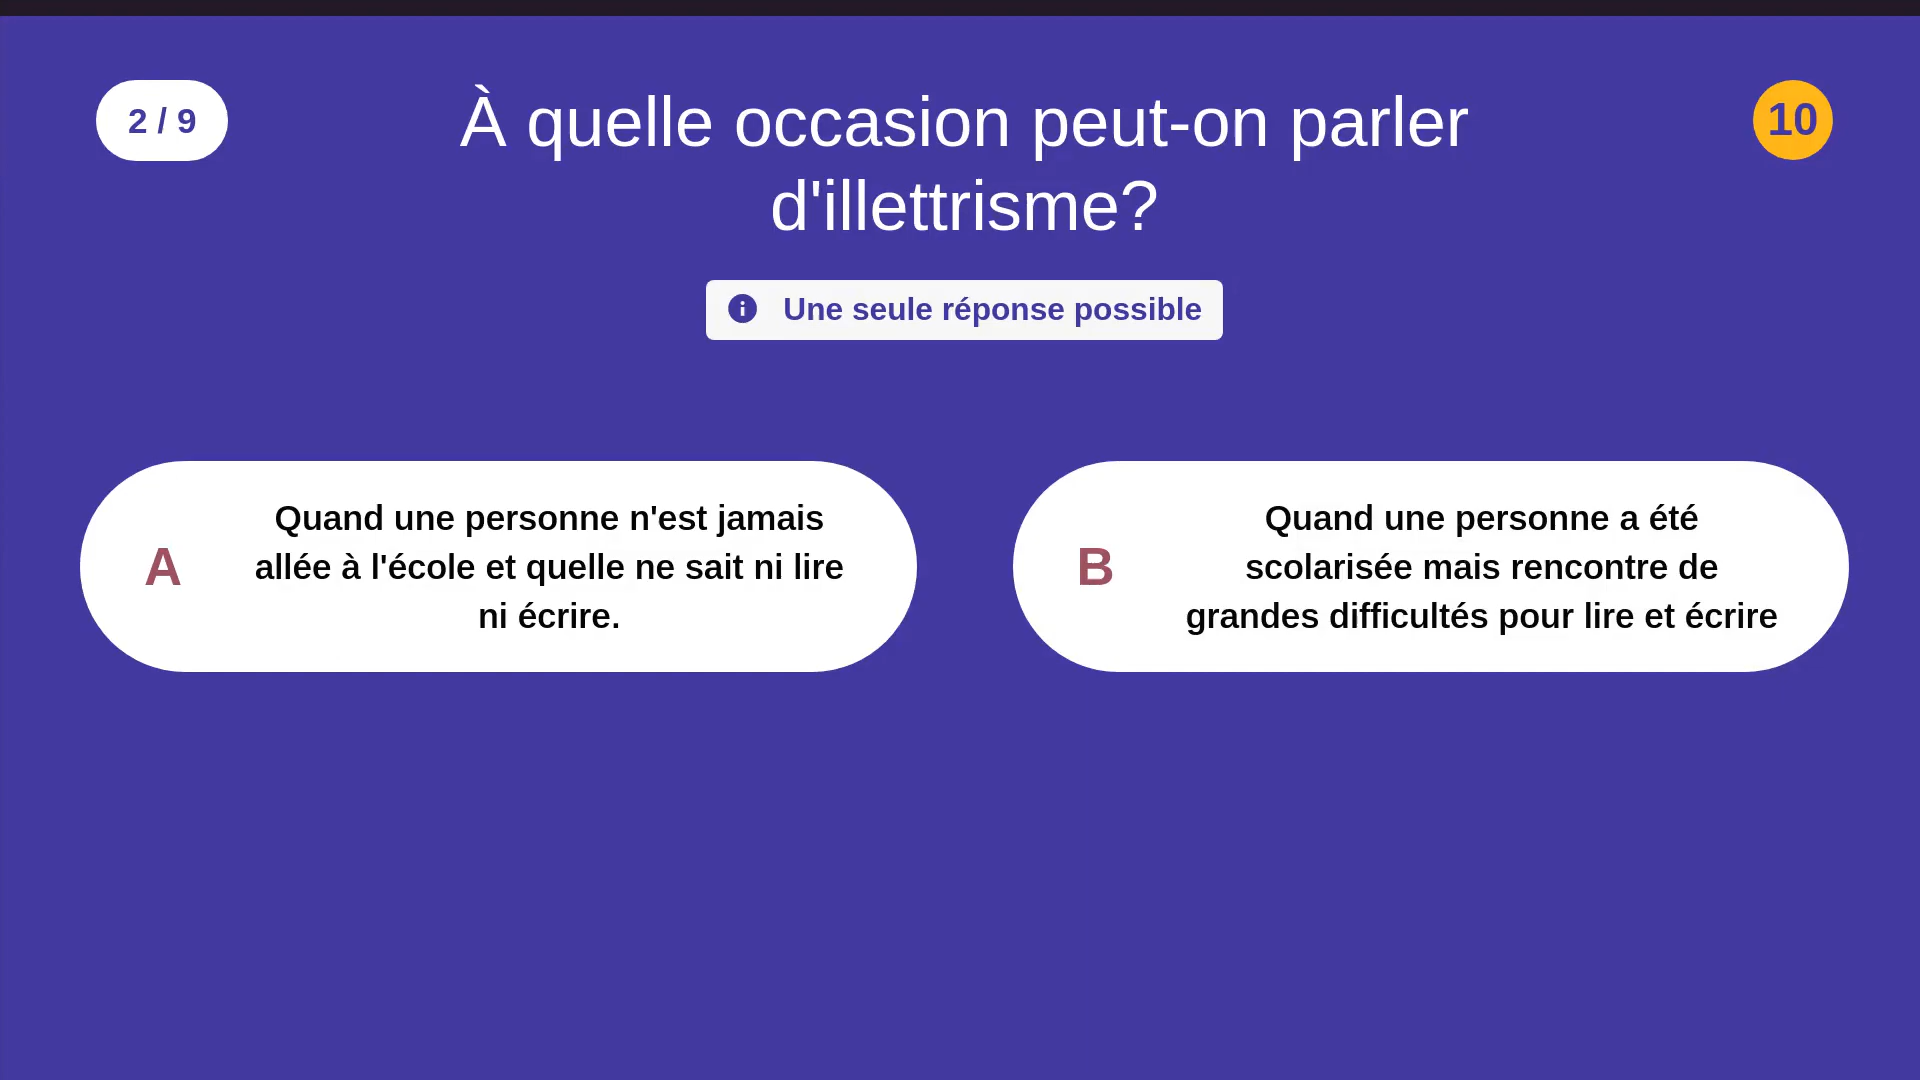 2 / 9
À quelle occasion peut-on parler
d'illettrisme?
10
Une seule réponse possible
A
Quand une personne n'est jamais
allée à l'école et quelle ne sait ni lire
ni écrire.
B
Quand une personne a été
scolarisée mais rencontre de
grandes difficultés pour lire et écrire